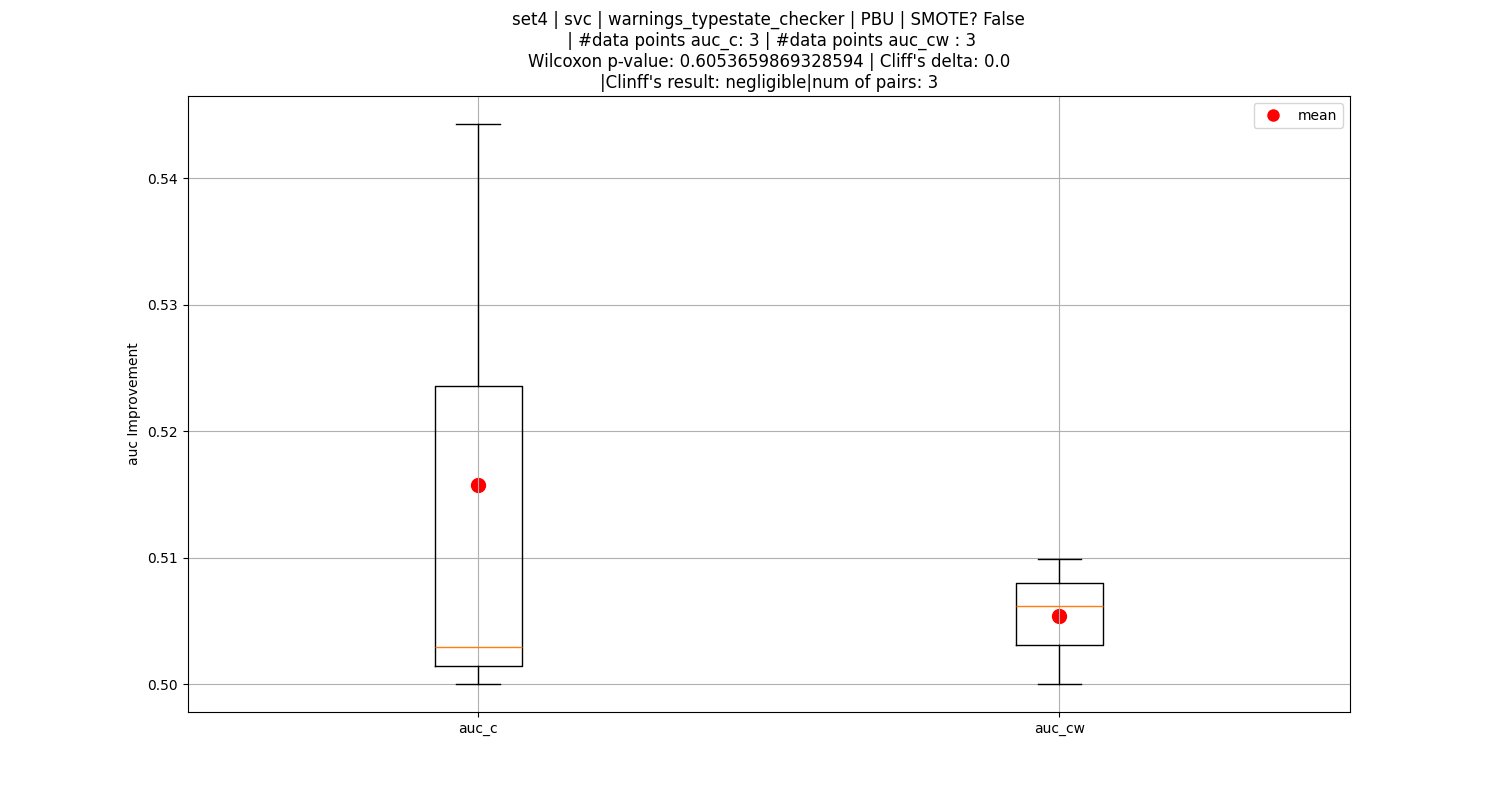 set4 | svc | warnings_typestate_checker | PBU | SMOTE? False
| #data points auc_c: 3 | #data points auc_cw : 3
Wilcoxon p-value: 0.6053659869328594 | Cliff's delta: 0.0
|Clinff's result: negligible|num of pairs: 3
mean
0.54
0.53
0.52
0.51
0.50
auc Improvement
auc_c
auc_cw